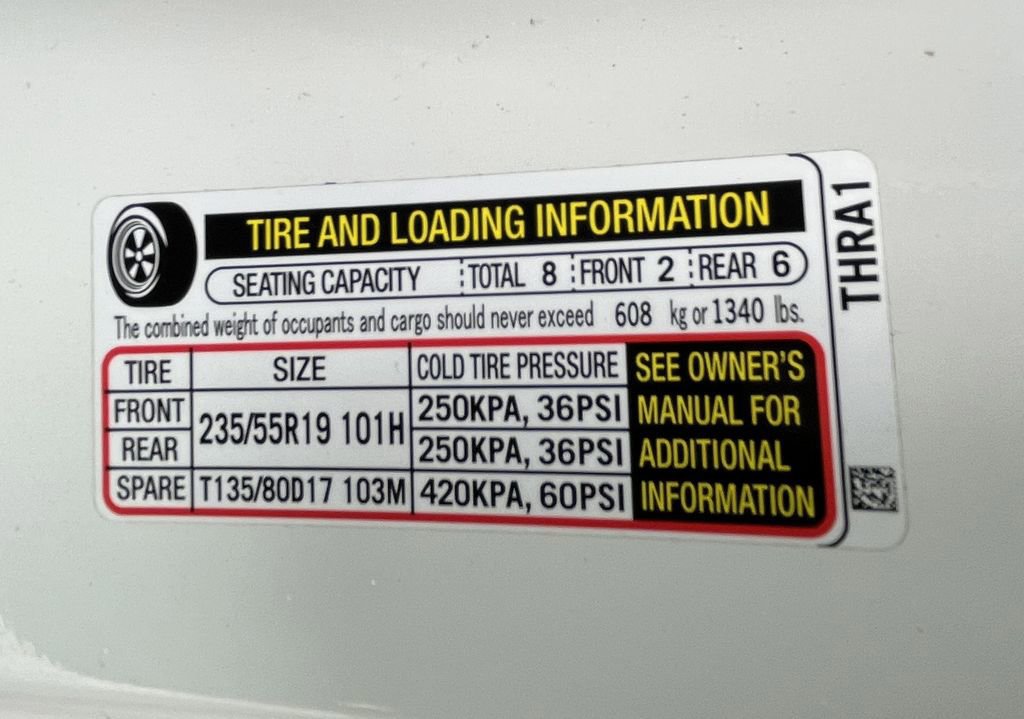 TIRE AND LOADING INFORMATION
SEATING CAPACITY TOTAL 8 FRONT 2 REAR 6
The combined weight of occupants and cargo should never exceed 608 kg or 1340 lbs.
TIRE SIZE COLD TIRE PRESSURE
FRONT 235/55R19 101H 250KPA, 36PSI
REAR 250KPA, 36PSI
SPARE T135/80D17 103M 420KPA, 60PSI
SEE OWNER'S
MANUAL FOR
ADDITIONAL
INFORMATION
THRA1